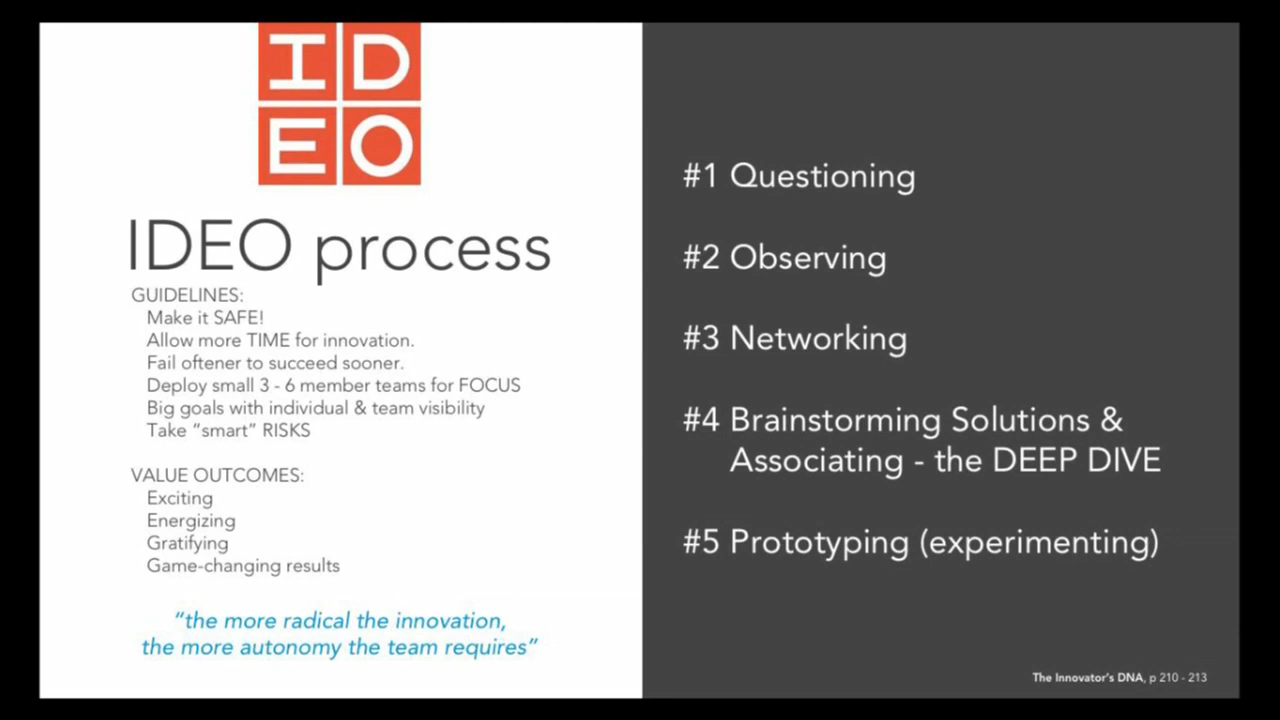 ID
EO
IDEO process
GUIDELINES:
Make it SAFE!
Allow more TIME for innovation.
Fail oftener to succeed sooner.
Deploy small 3 - 6 member teams for FOCUS
Big goals with individual & team visibility
Take “smart” RISKS
VALUE OUTCOMES:
Exciting
Energizing
Gratifying
Game-changing results
“the more radical the innovation,
the more autonomy the team requires”
#1 Questioning
#2 Observing
#3 Networking
#4 Brainstorming Solutions &
Associating - the DEEP DIVE
#5 Prototyping (experimenting)
The Innovator's DNA, p 210 - 213